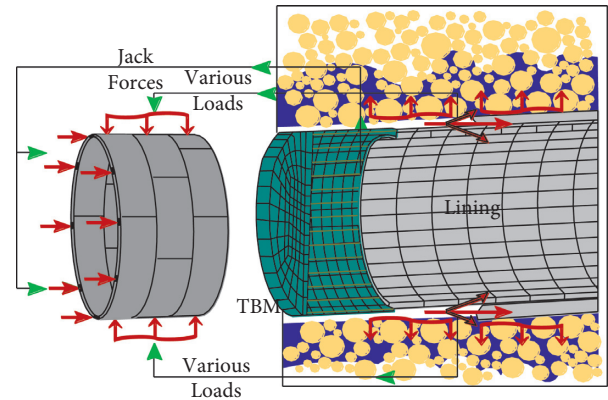 Jack
Forces
Various
Loads
Lining
TBM
Various
Loads